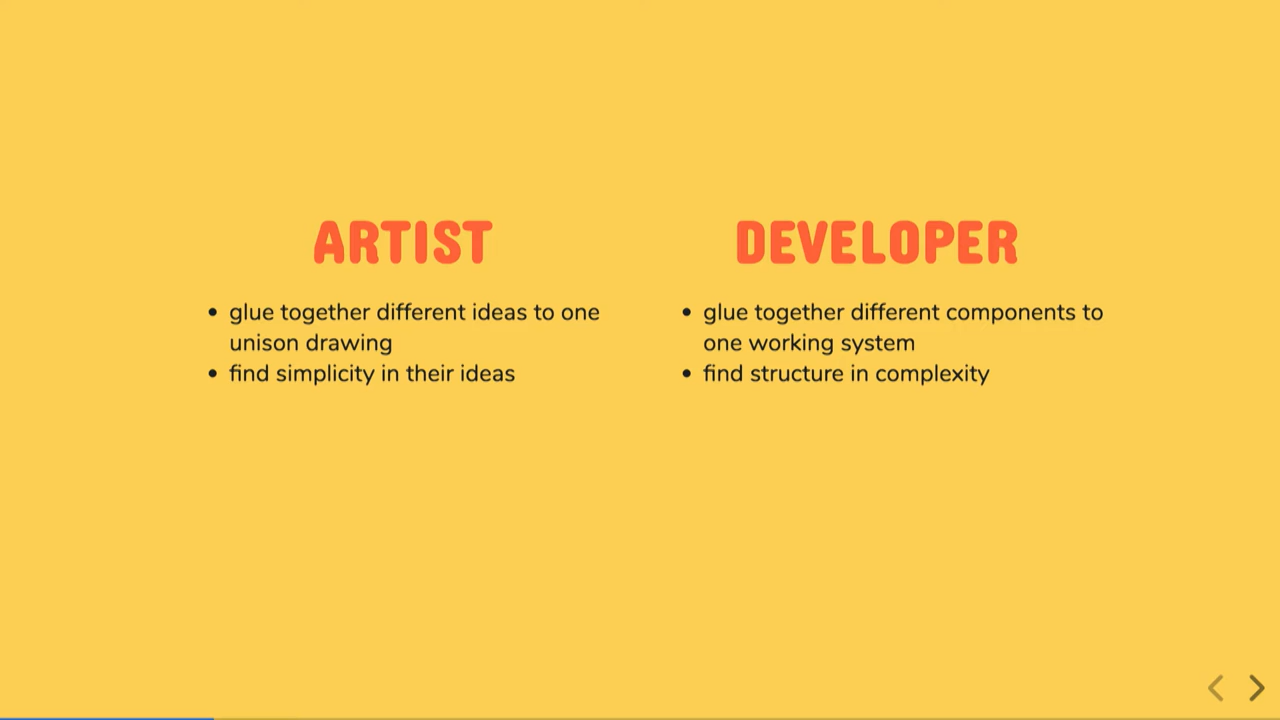 ARTIST
glue together different ideas to one
unison drawing
find simplicity in their ideas
DEVELOPER
glue together different components to
one working system
find structure in complexity